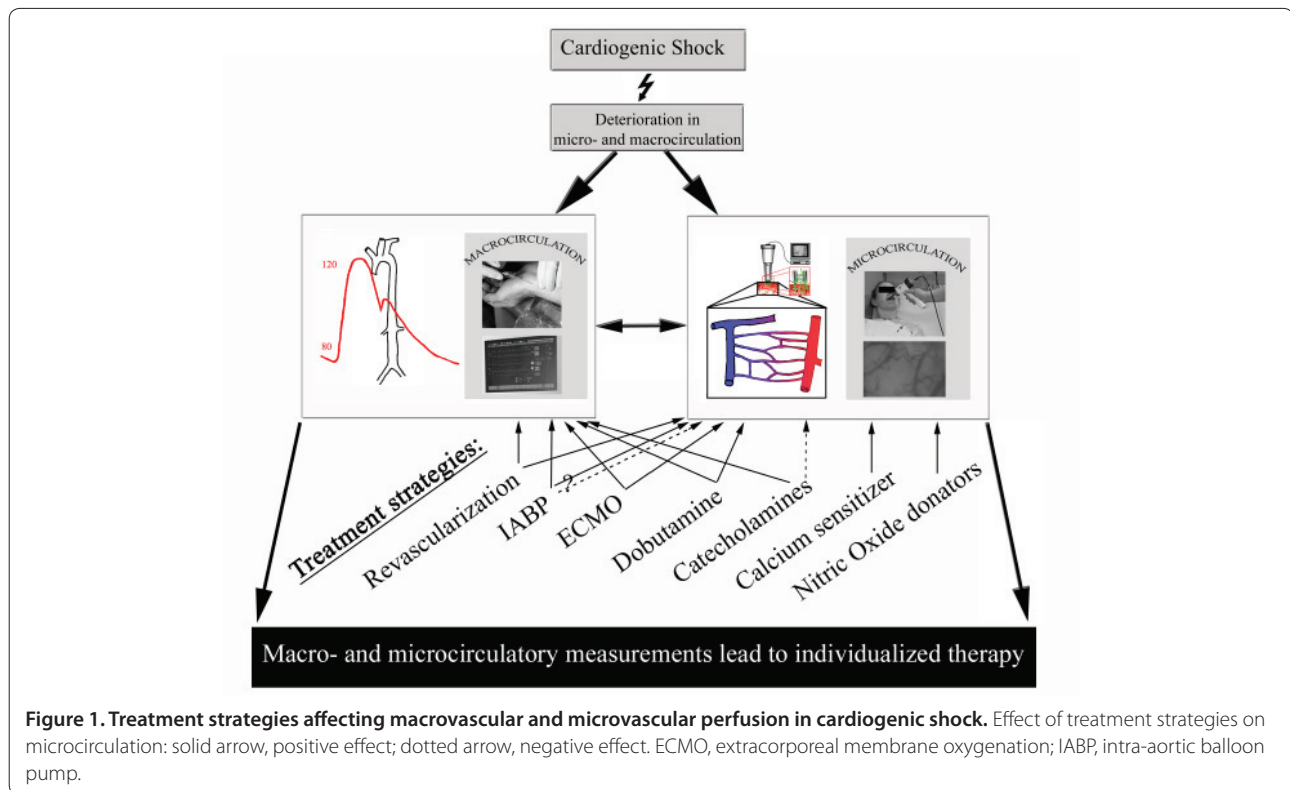 Cardiogenic Shock
Deterioration in
micro- and macrocirculation
120
80
MACROCIRCULATION
MICROCIRCULATION
Treatment strategies:
Revascularization
IABP
?
ECMO
Dobutamine
Catecholamines
Calcium sensitizer
Nitric Oxide donators
Macro- and microcirculatory measurements lead to individualized therapy
Figure 1. Treatment strategies affecting macrovascular and microvascular perfusion in cardiogenic shock. Effect of treatment strategies on
microcirculation: solid arrow, positive effect; dotted arrow, negative effect. ECMO, extracorporeal membrane oxygenation; IABP, intra-aortic balloon
pump.